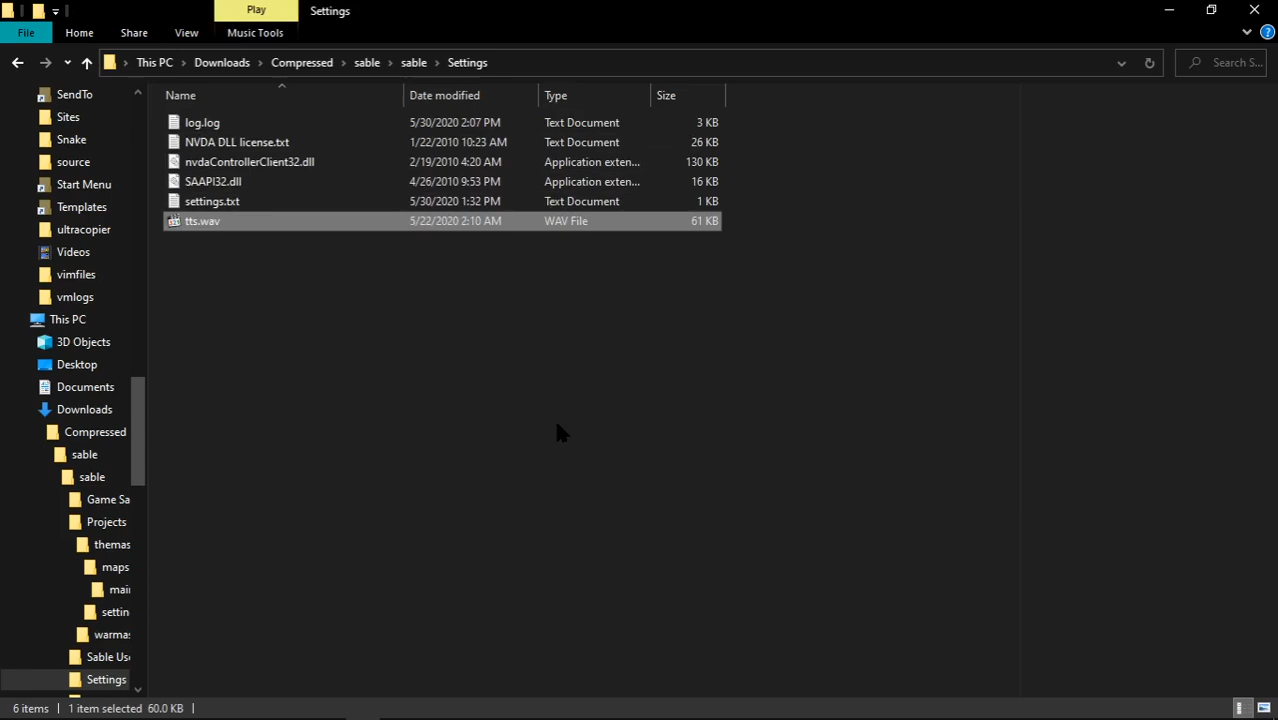 Play
Settings
File
Home
Share
View
Music Tools
This PC
Downloads
Compressed
sable
sable
Settings
Search S...
Name
Date modified
Type
Size
log.log
5/30/2020 2:07 PM
Text Document
3 KB
NVDA DLL license.txt
1/22/2010 10:23 AM
Text Document
26 KB
nvdaControllerClient32.dll
2/19/2010 4:20 AM
Application exten...
130 KB
SAAPI32.dll
4/26/2010 9:53 PM
Application exten...
16 KB
settings.txt
5/30/2020 1:32 PM
Text Document
1 KB
tts.wav
5/22/2020 2:10 AM
WAV File
61 KB
SendTo
Sites
Snake
source
Start Menu
Templates
ultracopier
Videos
vimfiles
vmlogs
This PC
3D Objects
Desktop
Documents
Downloads
Compressed
sable
sable
Game Sa
Projects
themas
maps
mai
settin
warmas
Sable Use
Settings
6 items
1 item selected 60.0 KB